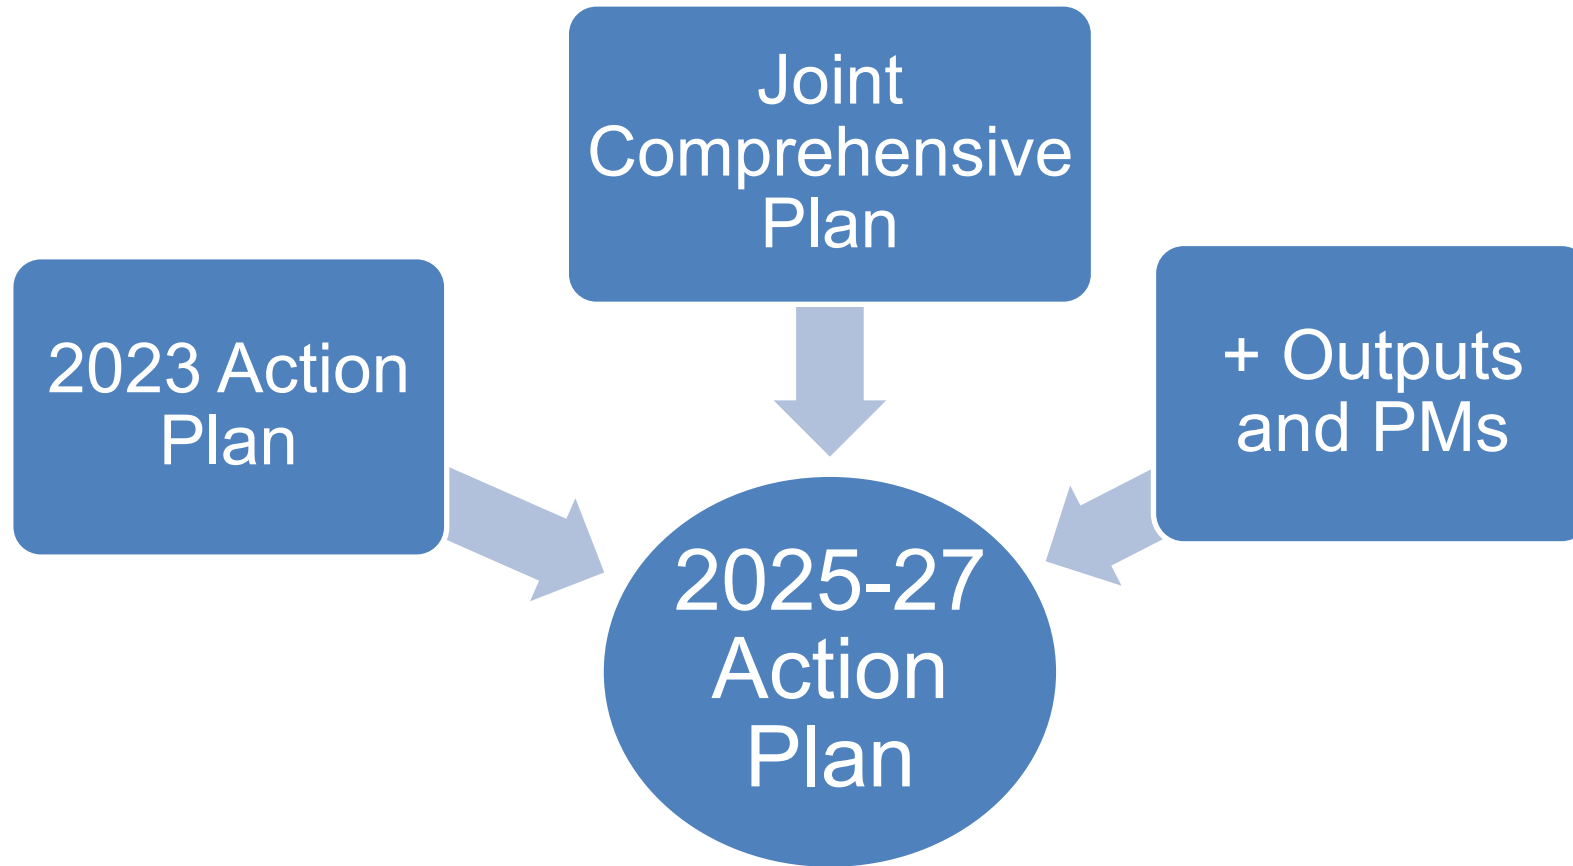 Joint
Comprehensive
Plan
2023 Action
Plan
+ Outputs
and PMs
2025-27
Action
Plan